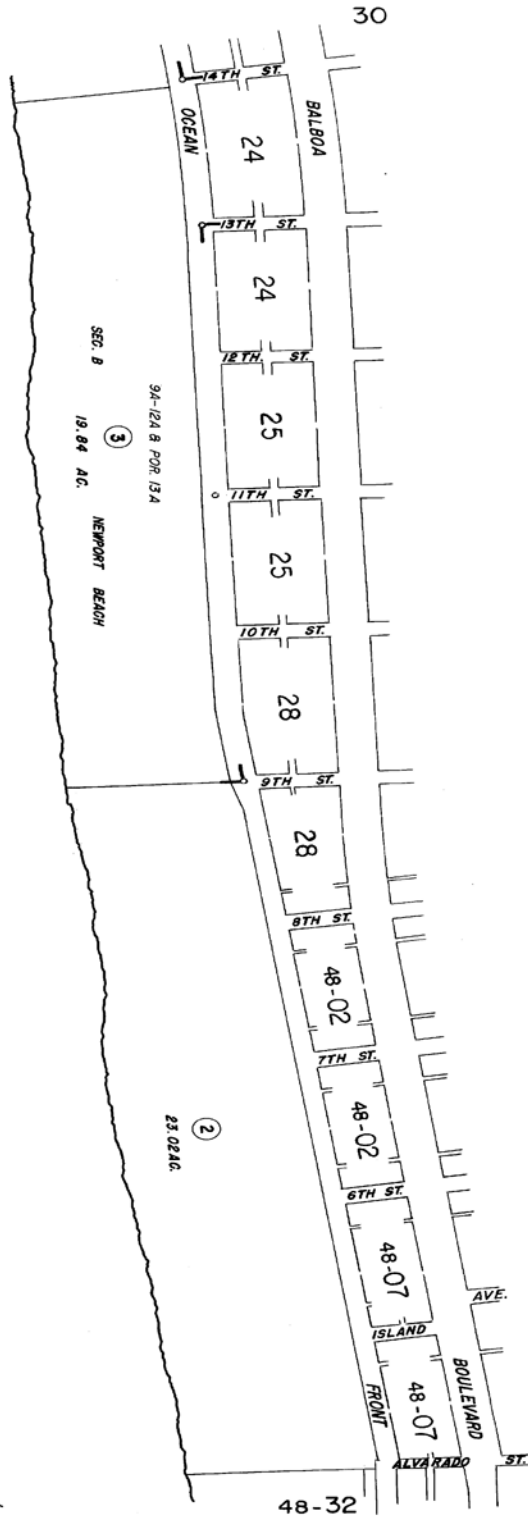 30
14TH ST.
OCEAN
BALBOA
24
13TH ST.
24
12TH. ST.
SEC. B
9A-12A & POR. 13A
3
19.84 AC.
NEWPORT BEACH
25
11TH ST.
25
10TH ST.
28
9TH ST.
28
8TH ST.
48-02
7TH ST.
48-02
2
23.02 AC.
6TH ST.
48-07
AVE.
ISLAND
FRONT
48-07
BOULEVARD
ALVARADO ST.
48-32